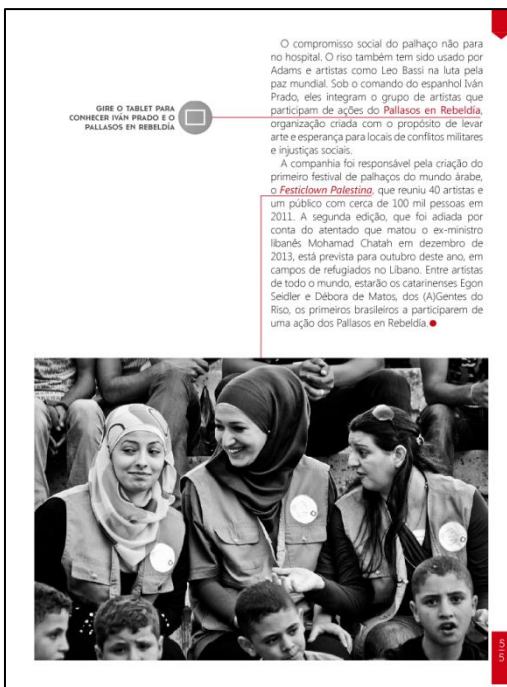 GIRE O TABLET PARA
CONHECER IVÁN PRADO E O
PALLASOS EN REBELDÍA
O compromisso social do palhaço não para
no hospital. O riso também tem sido usado por
Adams e artistas como Leo Bassi na luta pela
paz mundial. Sob o comando do espanhol Iván
Prado, eles integram o grupo de artistas que
participam de ações do Pallasos en Rebeldía,
organização criada com o propósito de levar
arte e esperança para locais de conflitos militares
e injustiças sociais.
A companhia foi responsável pela criação do
primeiro festival de palhaços do mundo árabe,
o Festiclown Palestina, que reuniu 40 artistas e
um público com cerca de 100 mil pessoas em
2011. A segunda edição, que foi adiada por
conta do atentado que matou o ex-ministro
libanês Mohamad Chatah em dezembro de
2013, está prevista para outubro deste ano, em
campos de refugiados no Líbano. Entre artistas
de todo o mundo, estarão os catarinenses Egon
Seidler e Débora de Matos, dos (A)Gentes do
Riso, os primeiros brasileiros a participarem de
uma ação dos Pallasos en Rebeldía.